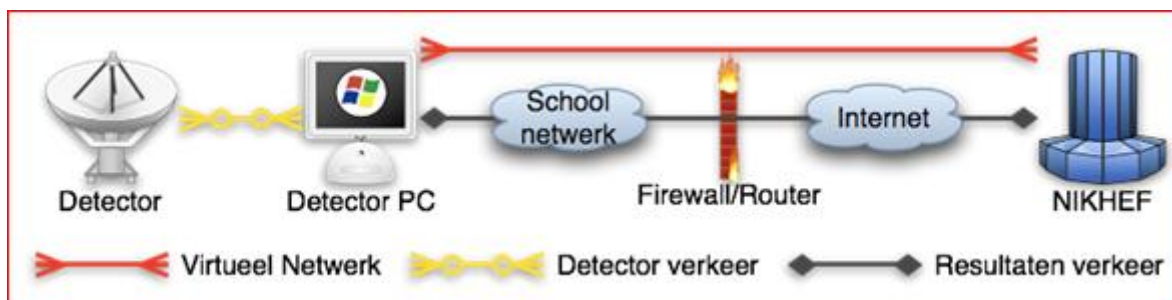 School
netwerk
Internet
Detector
Detector PC
Firewall/Router
NIKHEF
Virtueel Netwerk
Detector verkeer
Resultaten verkeer